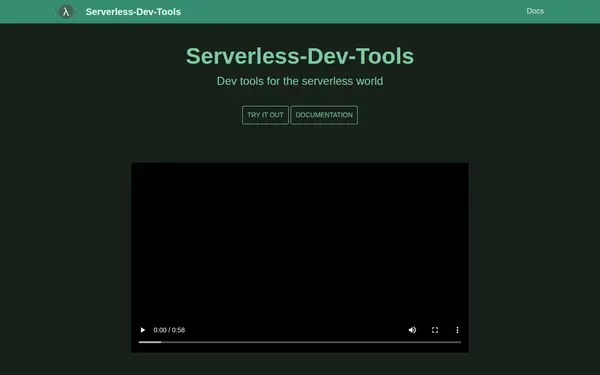 λ Serverless-Dev-Tools Docs
Serverless-Dev-Tools
Dev tools for the serverless world
TRY IT OUT DOCUMENTATION
0:00 / 0:58